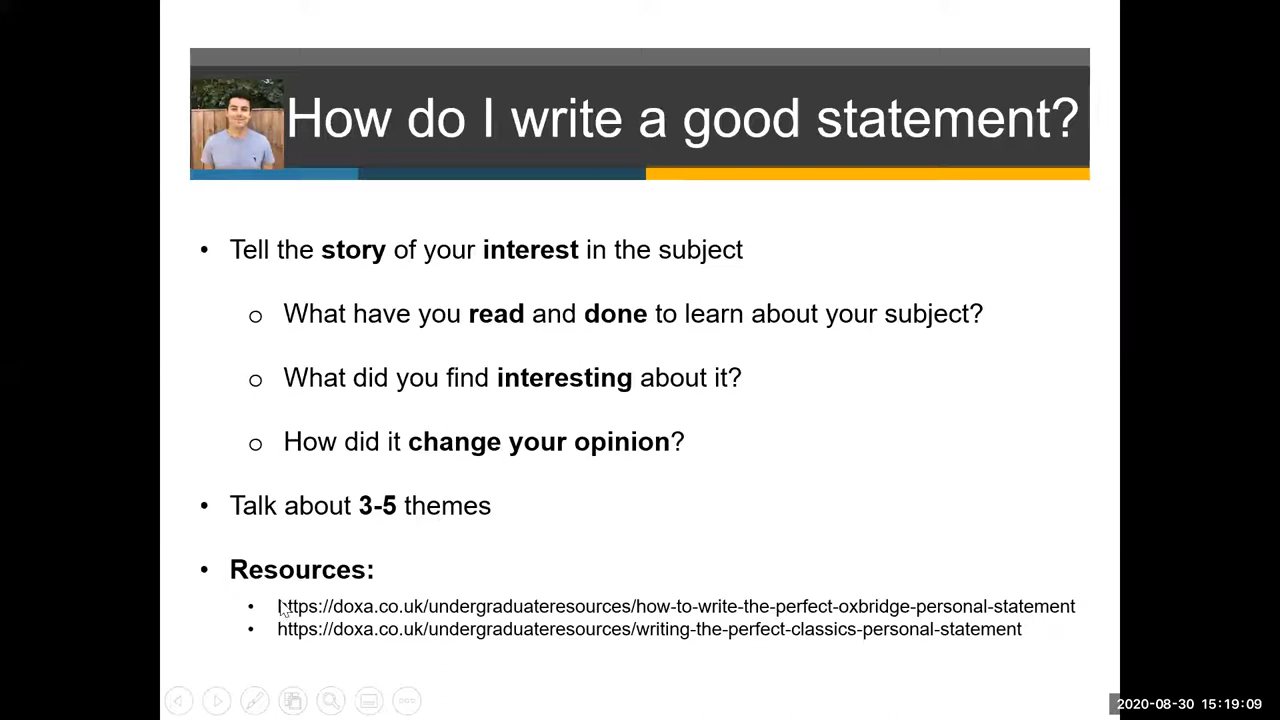 How do I write a good statement?
• Tell the story of your interest in the subject
o What have you read and done to learn about your subject?
o What did you find interesting about it?
o How did it change your opinion?
• Talk about 3-5 themes
• Resources:
• https://doxa.co.uk/undergraduateresources/how-to-write-the-perfect-oxbridge-personal-statement
• https://doxa.co.uk/undergraduateresources/writing-the-perfect-classics-personal-statement
2020-08-30 15:19:09